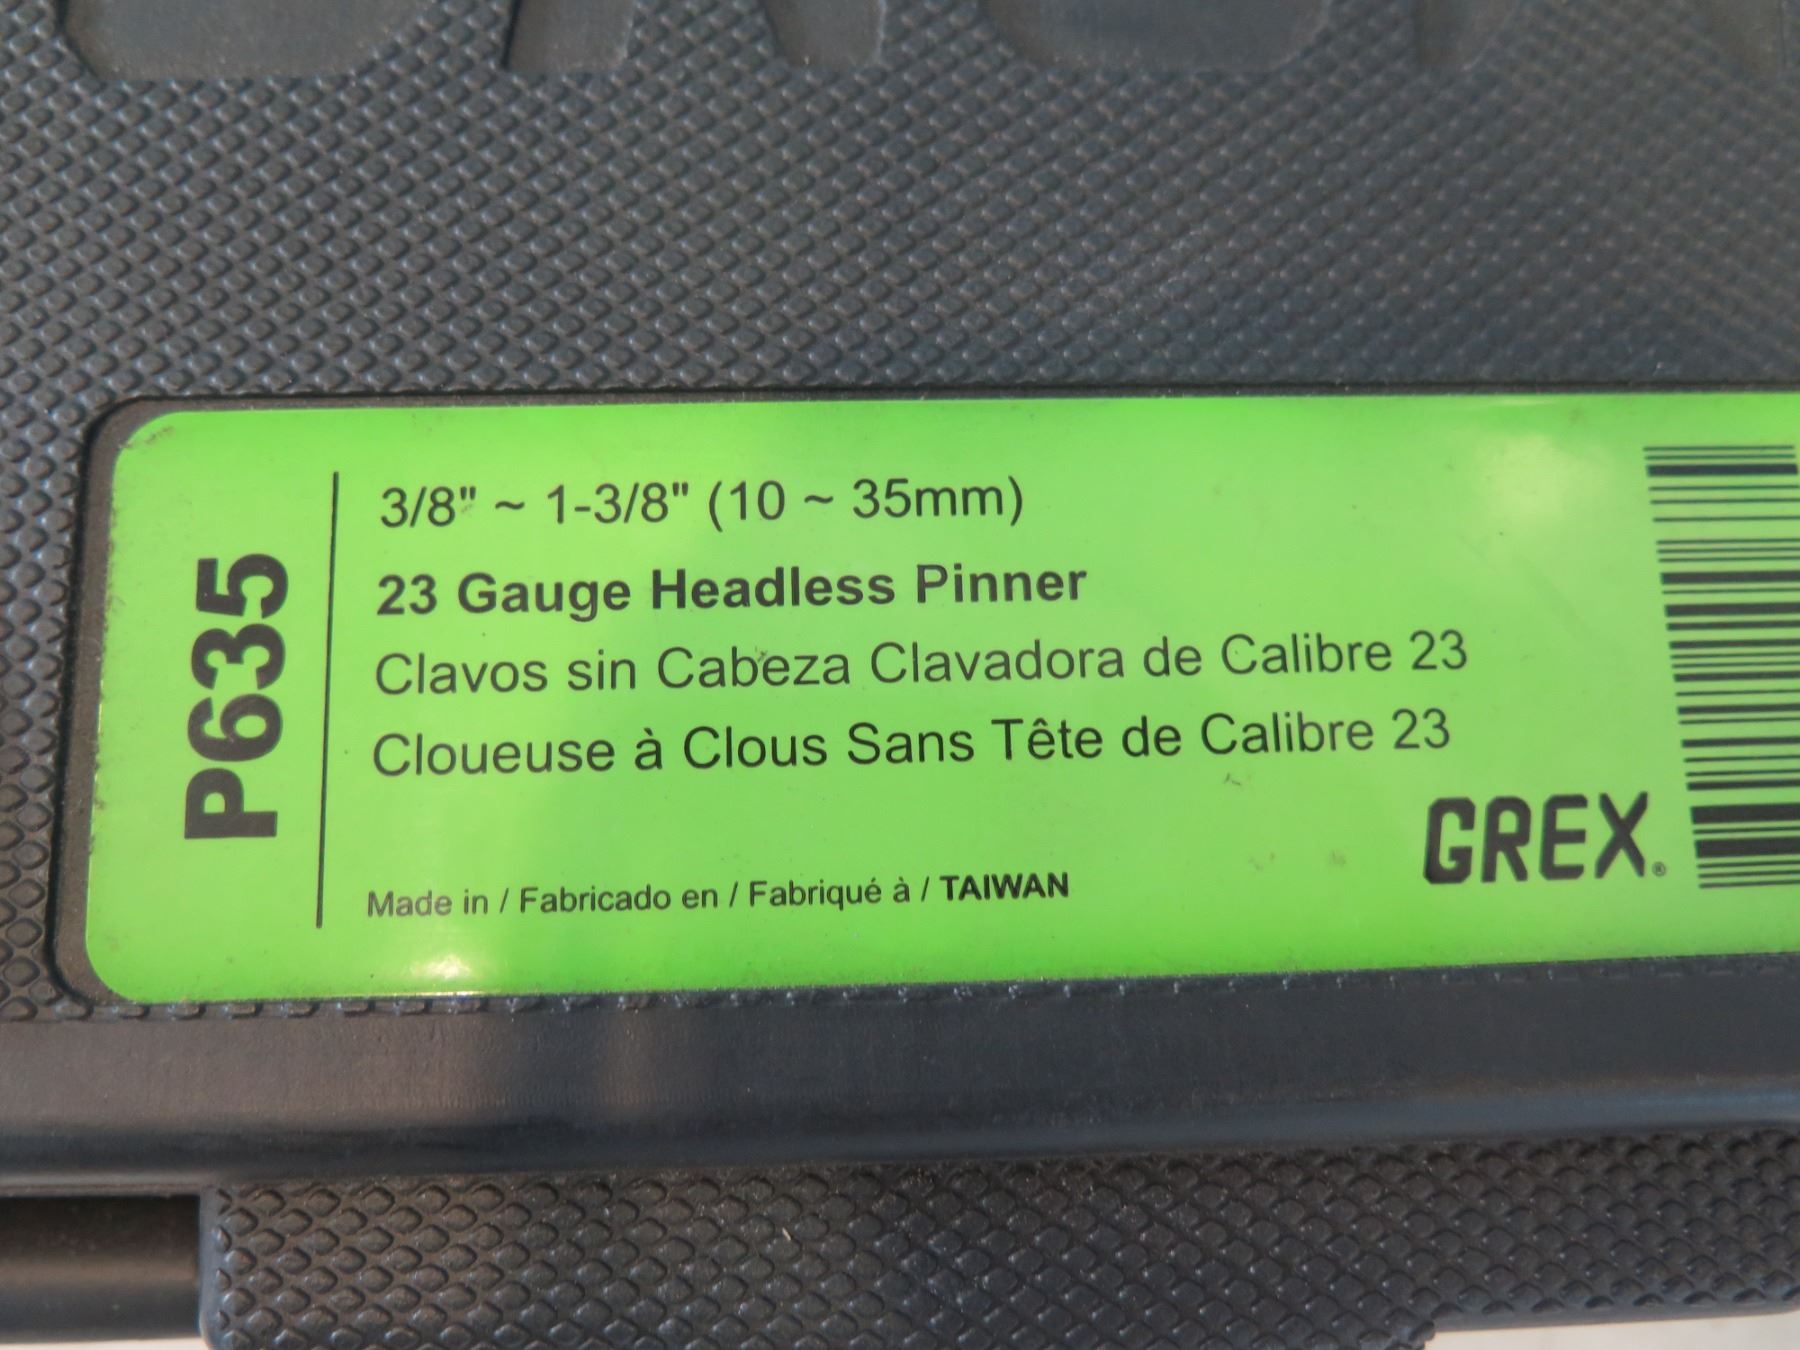 P635
3/8" ~ 1-3/8" (10 ~ 35mm)
23 Gauge Headless Pinner
Clavos sin Cabeza Clavadora de Calibre 23
Cloueuse à Clous Sans Tête de Calibre 23
GREX®
Made in / Fabricado en / Fabriqué à / TAIWAN